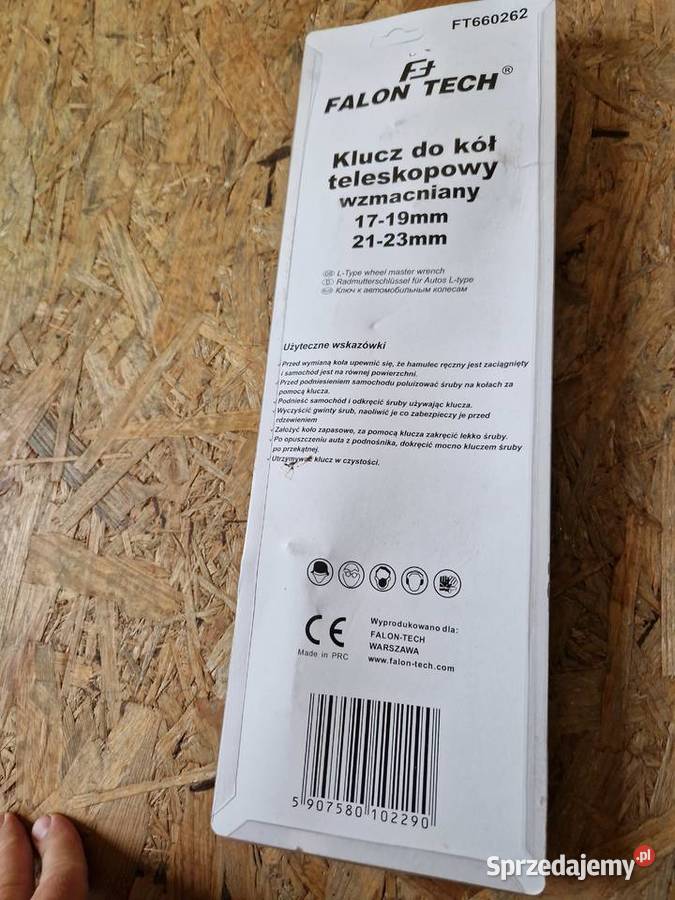 FT660262
FALON TECH®
Klucz do kół
teleskopowy
wzmacniany
17-19mm
21-23mm
GB L-Type wheel master wrench
D Radmutterschlüssel für Autos L-type
RUS Ключ к автомобильным колесам
Użyteczne wskazówki
Przed wymianą koła upewnić się, że hamulec ręczny jest zaciągnięty
i samochód jest na równej powierzchni.
Przed podniesieniem samochodu poluizować śruby na kołach za
pomocą klucza.
Podnieść samochód i odkręcić śruby używając klucza.
Wyczyścić gwinty śrub, naoliwić je co zabezpieczy je przed
rdzewieniem
Założyć koło zapasowe, za pomocą klucza zakręcić lekko śruby.
Po opuszczeniu auta z podnośnika, dokręcić mocno kluczem śruby
po przekątnej.
Utrzymywać klucz w czystości.
CE
Made in PRC
Wyprodukowano dla:
FALON-TECH
WARSZAWA
www.falon-tech.com
5 907580 102290
Sprzedajemy.pl